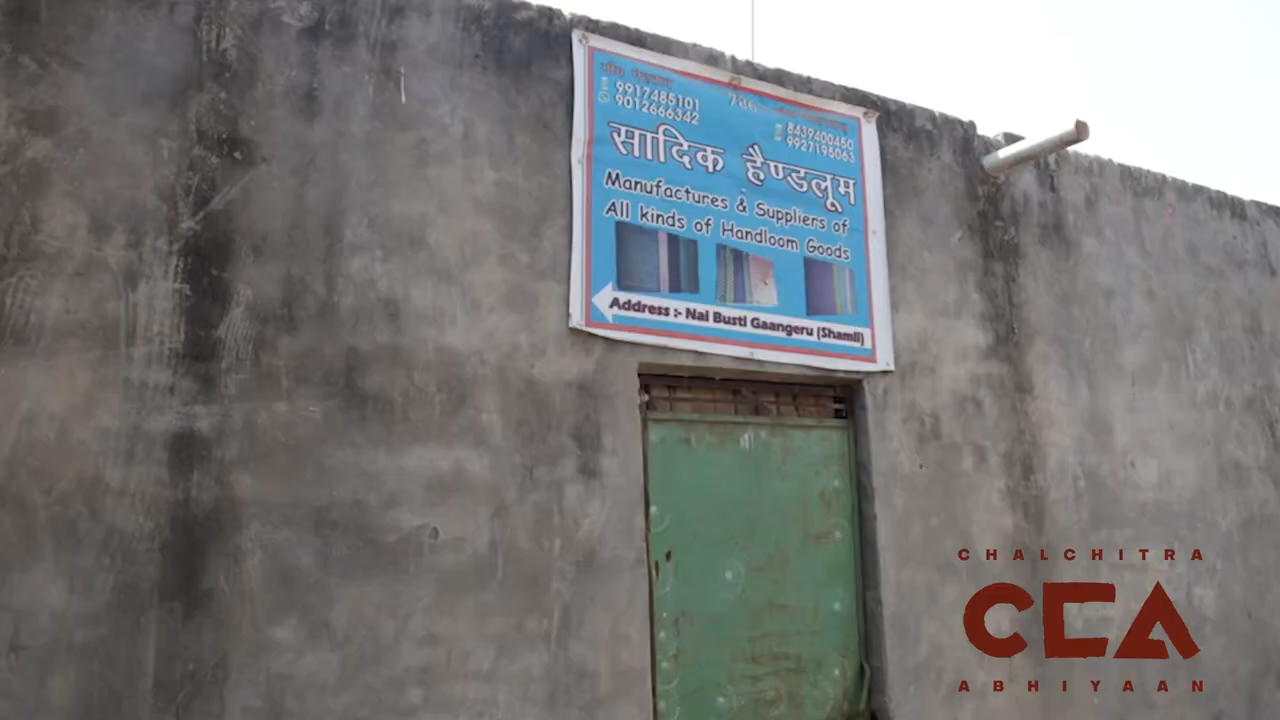 9917485101
9012666342
786
8439400450
9927195063
सादिक हैण्डलूम
Manufactures & Suppliers of
All kinds of Handloom Goods
Address :- Nai Busti Gaangeru (Shamli)
CHALCHITRA
CEA
ABHIYAAN